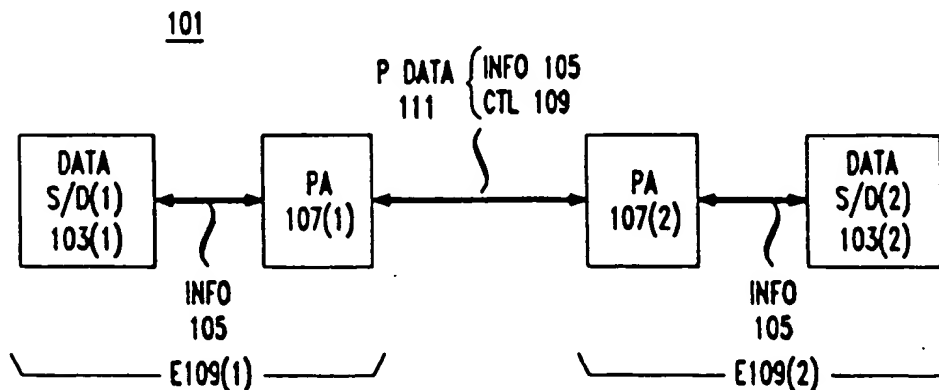 101
P DATA
111
INFO 105
CTL 109
DATA
S/D(1)
103(1)
PA
107(1)
PA
107(2)
DATA
S/D(2)
103(2)
INFO
105
INFO
105
E109(1)
E109(2)